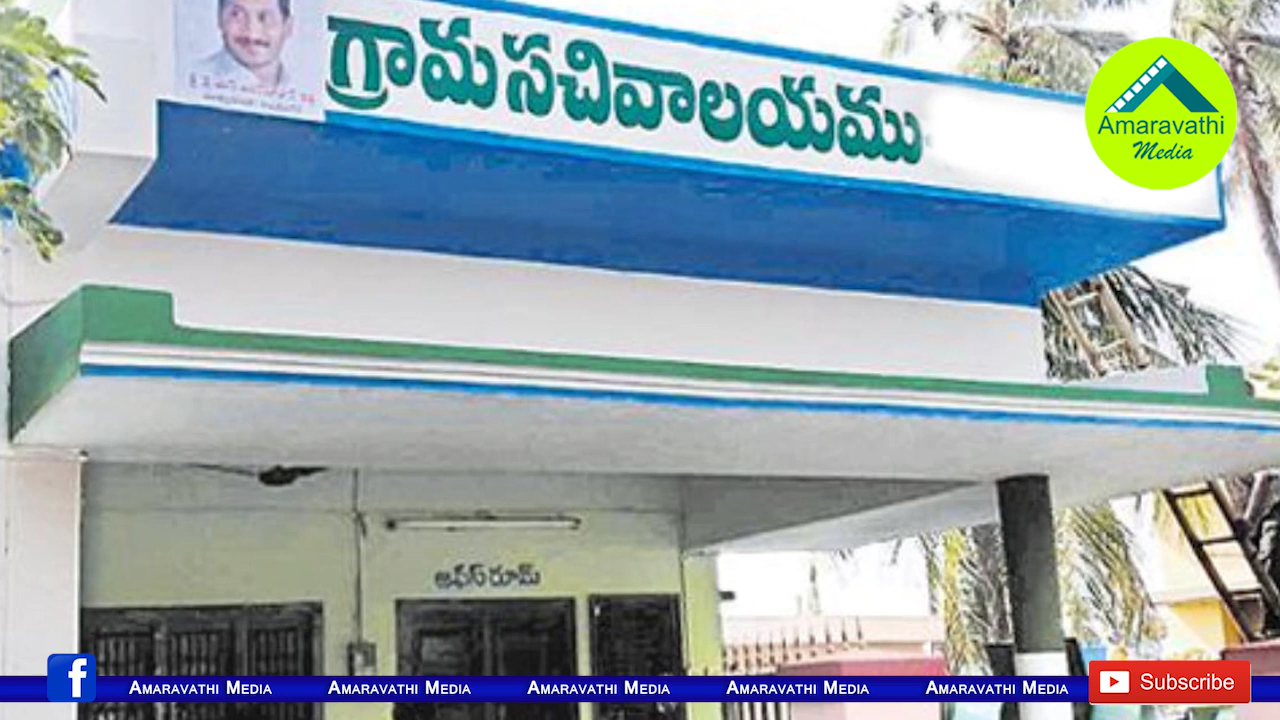 గ్రామ సచివాలయము
Amaravathi
Media
ఆఫీస్ రూమ్
Amaravathi Media Amaravathi Media Amaravathi Media Amaravathi Media Amaravathi Media
Subscribe